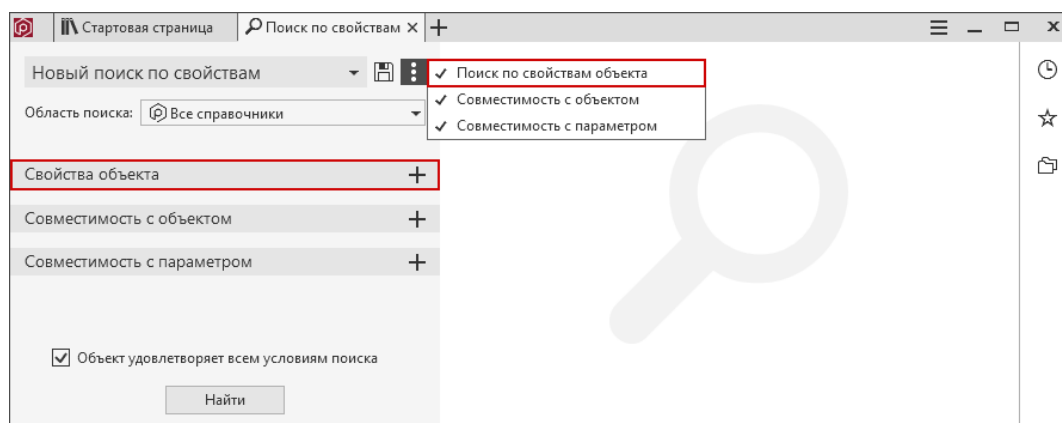 Стартовая страница
Поиск по свойствам
Новый поиск по свойствам
Поиск по свойствам объекта
Совместимость с объектом
Совместимость с параметром
Область поиска: Все справочники
Свойства объекта
Совместимость с объектом
Совместимость с параметром
Объект удовлетворяет всем условиям поиска
Найти